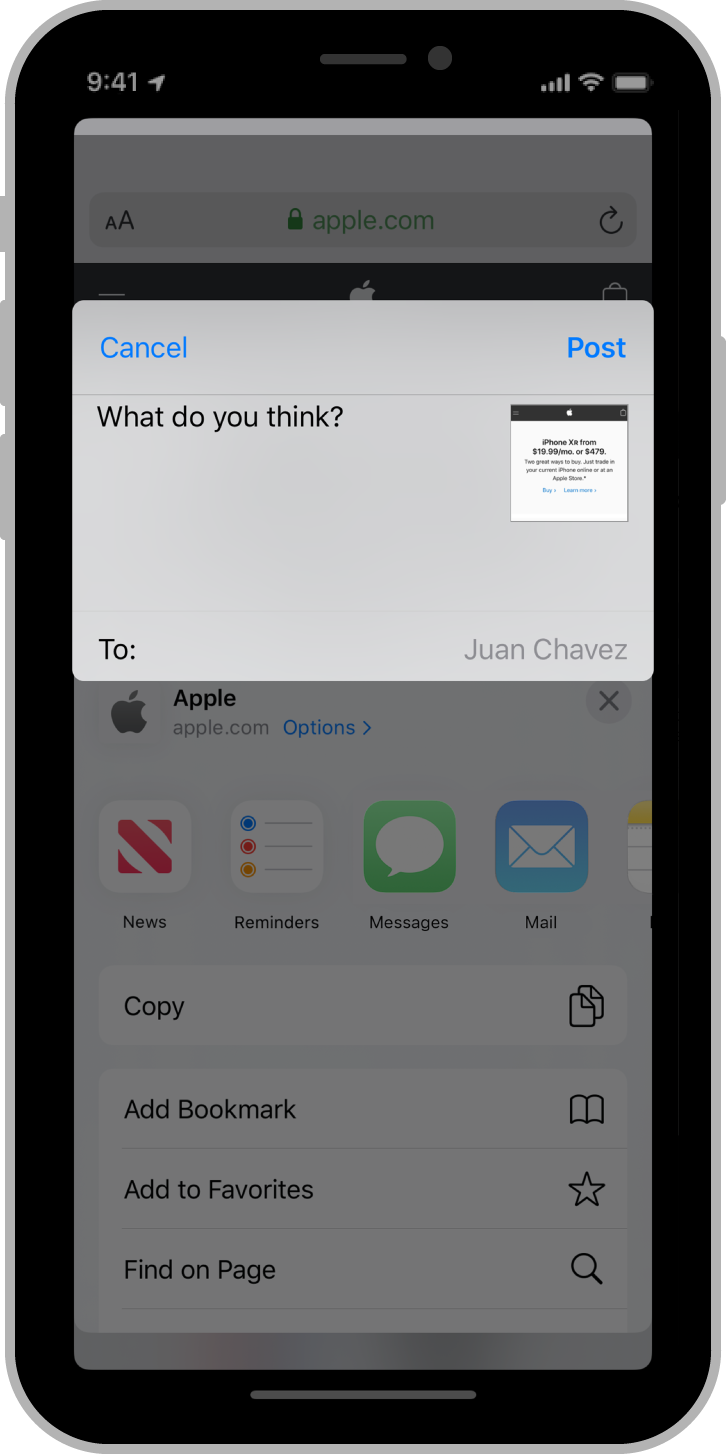 9:41
AA
apple.com
Cancel
Post
What do you think?
iPhone XR from
$19.99/mo. or $479.
Two great ways to buy. Just trade in
your current iPhone online or at an
Apple Store.*
Buy › Learn more ›
To:
Juan Chavez
Apple
apple.com Options >
News
Reminders
Messages
Mail
Copy
Add Bookmark
Add to Favorites
Find on Page